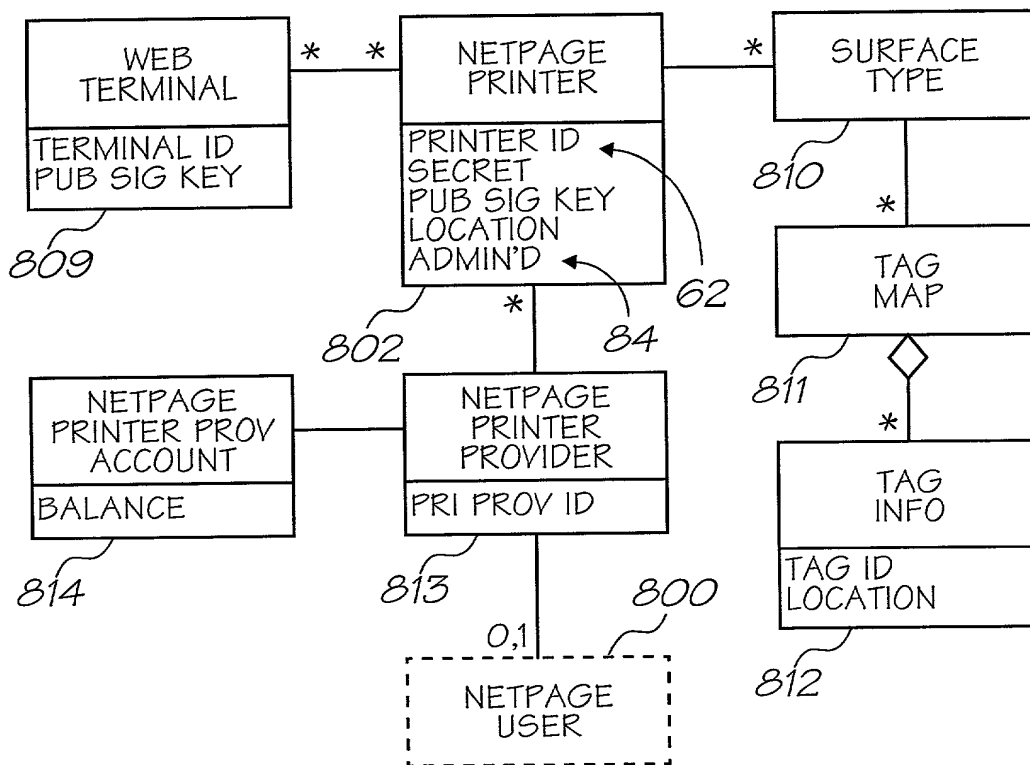 WEB
TERMINAL
TERMINAL ID
PUB SIG KEY
809
*
*
NETPAGE
PRINTER
PRINTER ID
SECRET
PUB SIG KEY
LOCATION
ADMIN'D
802
62
84
*
*
SURFACE
TYPE
810
*
TAG
MAP
811
*
TAG
INFO
TAG ID
LOCATION
812
NETPAGE
PRINTER PROV
ACCOUNT
BALANCE
814
NETPAGE
PRINTER
PROVIDER
PRI PROV ID
813
0,1
800
NETPAGE
USER